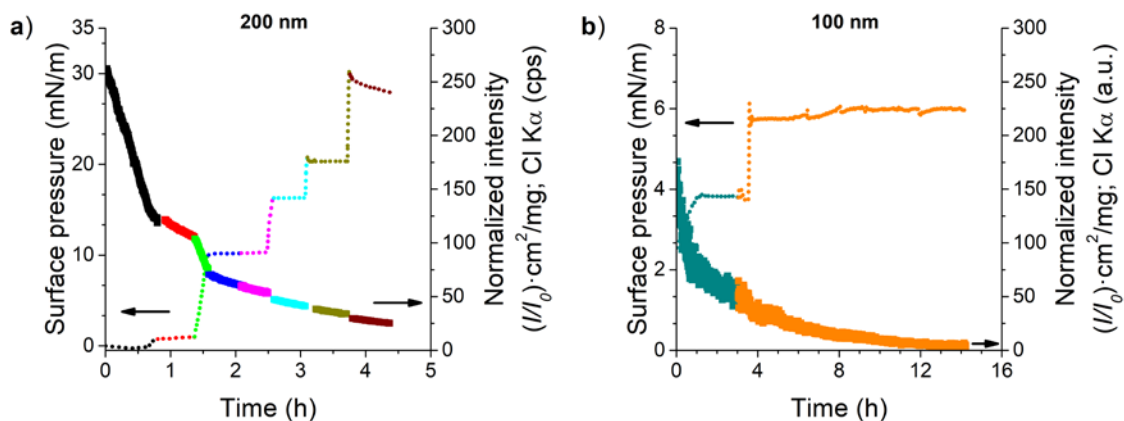 a)
200 nm
Surface pressure (mN/m)
35
30
20
10
0
0 1 2 3 4 5
Time (h)
300
250
200
150
100
50
0
Normalized intensity
(I/I₀)·cm²/mg; Cl Kα (cps)
b)
100 nm
Surface pressure (mN/m)
8
6
4
2
0
0 4 8 12 16
Time (h)
300
250
200
150
100
50
0
Normalized intensity
(I/I₀)·cm²/mg; Cl Kα (a.u.)